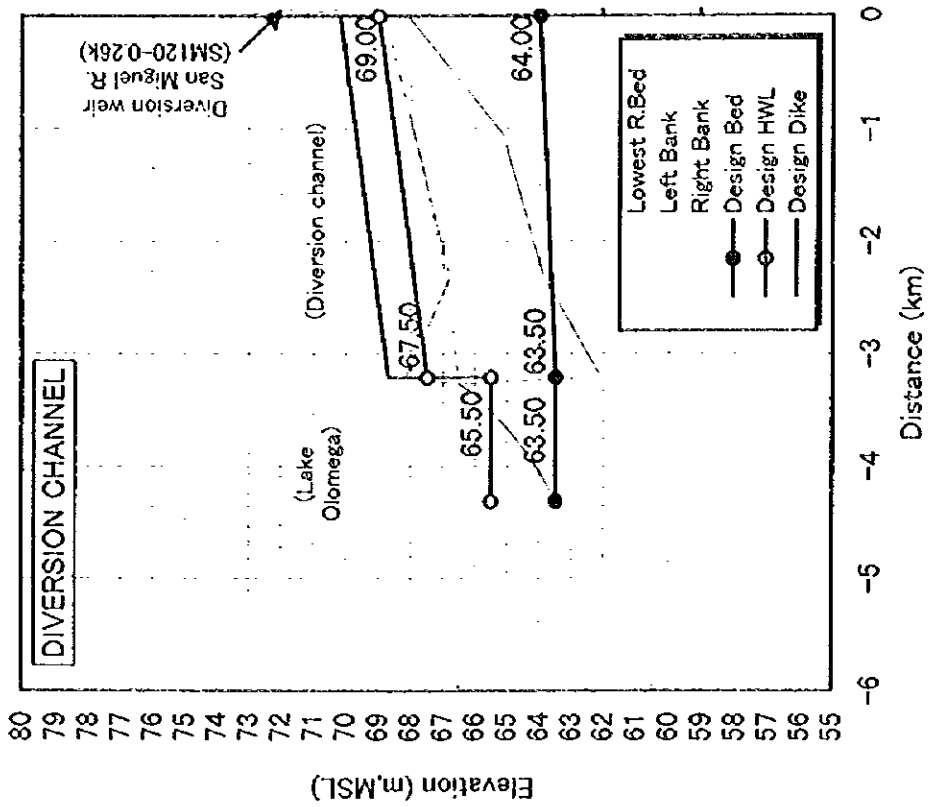 DIVERSION CHANNEL
Diversion weir
San Miguel R.
(SM120-0.26k)
(Diversion channel)
(Lake
Olomega)
69.00
67.50
65.50
64.00
63.50
63.50
Lowest R.Bed
Left Bank
Right Bank
Design Bed
Design HWL
Design Dike
Elevation (m,MSL)
80
79
78
77
76
75
74
73
72
71
70
69
68
67
66
65
64
63
62
61
60
59
58
57
56
55
-6
-5
-4
-3
-2
-1
0
Distance (km)